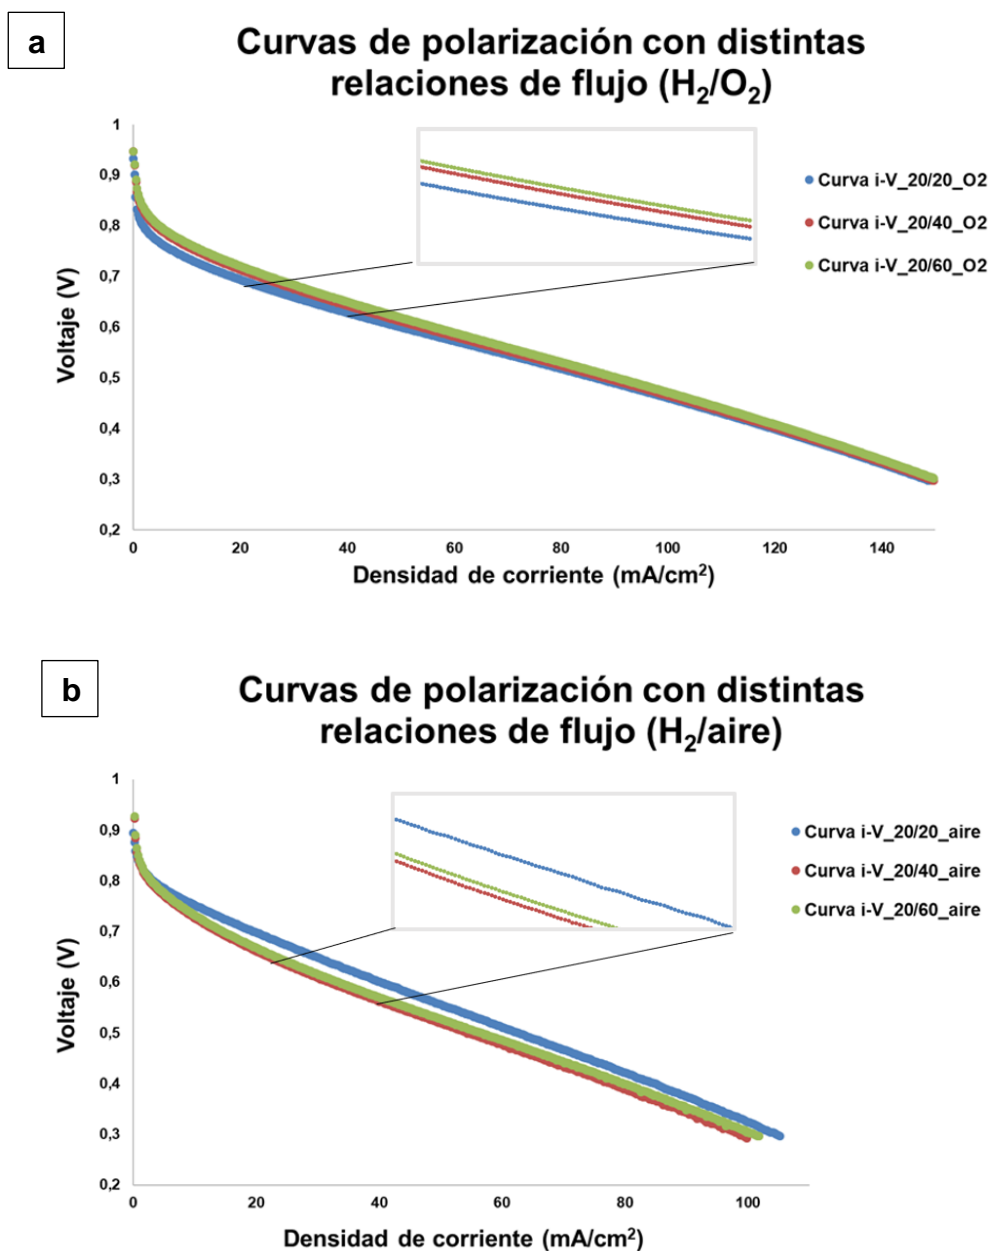 a
Curvas de polarización con distintas
relaciones de flujo (H₂/O₂)
1
0,9
0,8
0,7
0,6
0,5
0,4
0,3
0,2
Voltaje (V)
0 20 40 60 80 100 120 140
Densidad de corriente (mA/cm²)
Curva i-V_20/20_O2
Curva i-V_20/40_O2
Curva i-V_20/60_O2
b
Curvas de polarización con distintas
relaciones de flujo (H₂/aire)
1
0,9
0,8
0,7
0,6
0,5
0,4
0,3
0,2
Voltaje (V)
0 20 40 60 80 100
Densidad de corriente (mA/cm²)
Curva i-V_20/20_aire
Curva i-V_20/40_aire
Curva i-V_20/60_aire